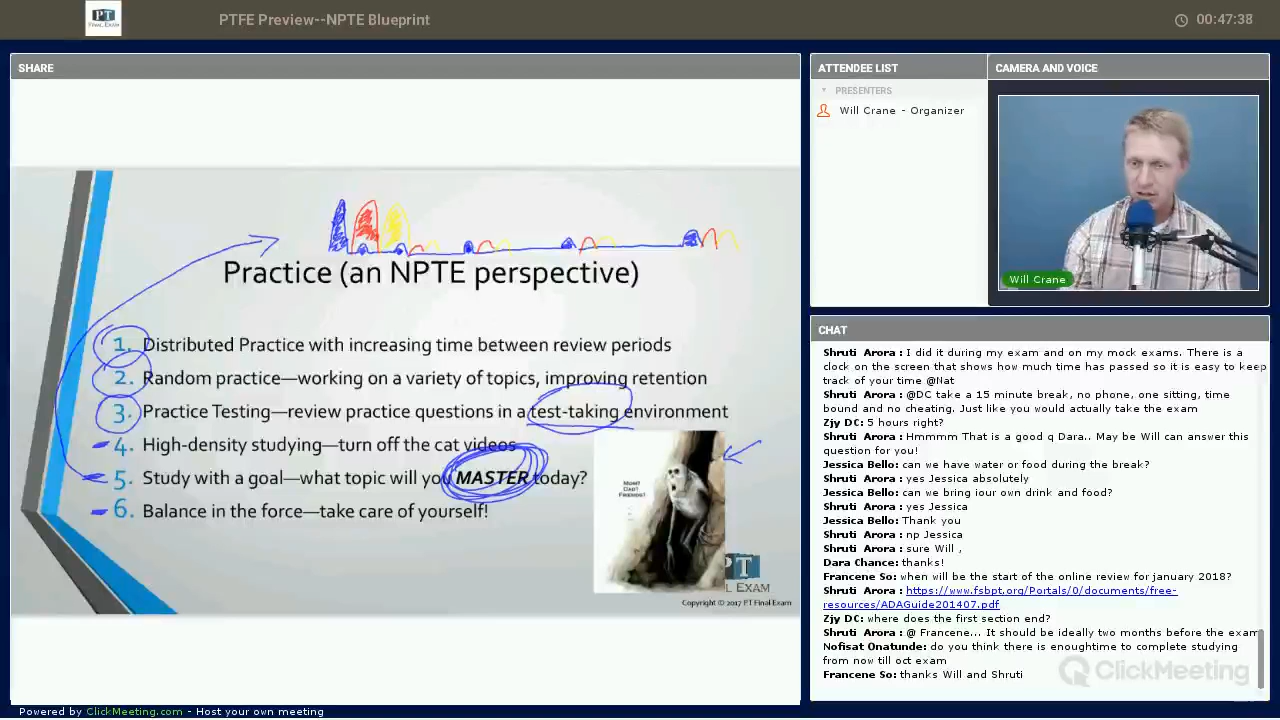 PT
FINAL EXAM
PTFE Preview--NPTE Blueprint
00:47:38
SHARE
Practice (an NPTE perspective)
1. Distributed Practice with increasing time between review periods
2. Random practice—working on a variety of topics, improving retention
3. Practice Testing—review practice questions in a test-taking environment
4. High-density studying—turn off the cat videos
5. Study with a goal—what topic will you MASTER today?
6. Balance in the force—take care of yourself!
MOM?
DAD?
FRIENDS?
PT
L EXAM
Copyright © 2017 PT Final Exam
ATTENDEE LIST
PRESENTERS
Will Crane - Organizer
CAMERA AND VOICE
Will Crane
CHAT
Shruti Arora : I did it during my exam and on my mock exams. There is a
clock on the screen that shows how much time has passed so it is easy to keep
track of your time @Nat
Shruti Arora : @DC take a 15 minute break, no phone, one sitting, time
bound and no cheating. Just like you would actually take the exam
Zjy DC: 5 hours right?
Shruti Arora : Hmmmm That is a good q Dara.. May be Will can answer this
question for you!
Jessica Bello: can we have water or food during the break?
Shruti Arora : yes Jessica absolutely
Jessica Bello: can we bring iour own drink and food?
Shruti Arora : yes Jessica
Jessica Bello: Thank you
Shruti Arora : np Jessica
Shruti Arora : sure Will ,
Dara Chance: thanks!
Francene So: when will be the start of the online review for january 2018?
Shruti Arora : https://www.fsbpt.org/Portals/0/documents/free-
resources/ADAGuide201407.pdf
Zjy DC: where does the first section end?
Shruti Arora : @ Francene... It should be ideally two months before the exam
Nofisat Onatunde: do you think there is enoughtime to complete studying
from now till oct exam
Francene So: thanks Will and Shruti
ClickMeeting
Powered by ClickMeeting.com - Host your own meeting